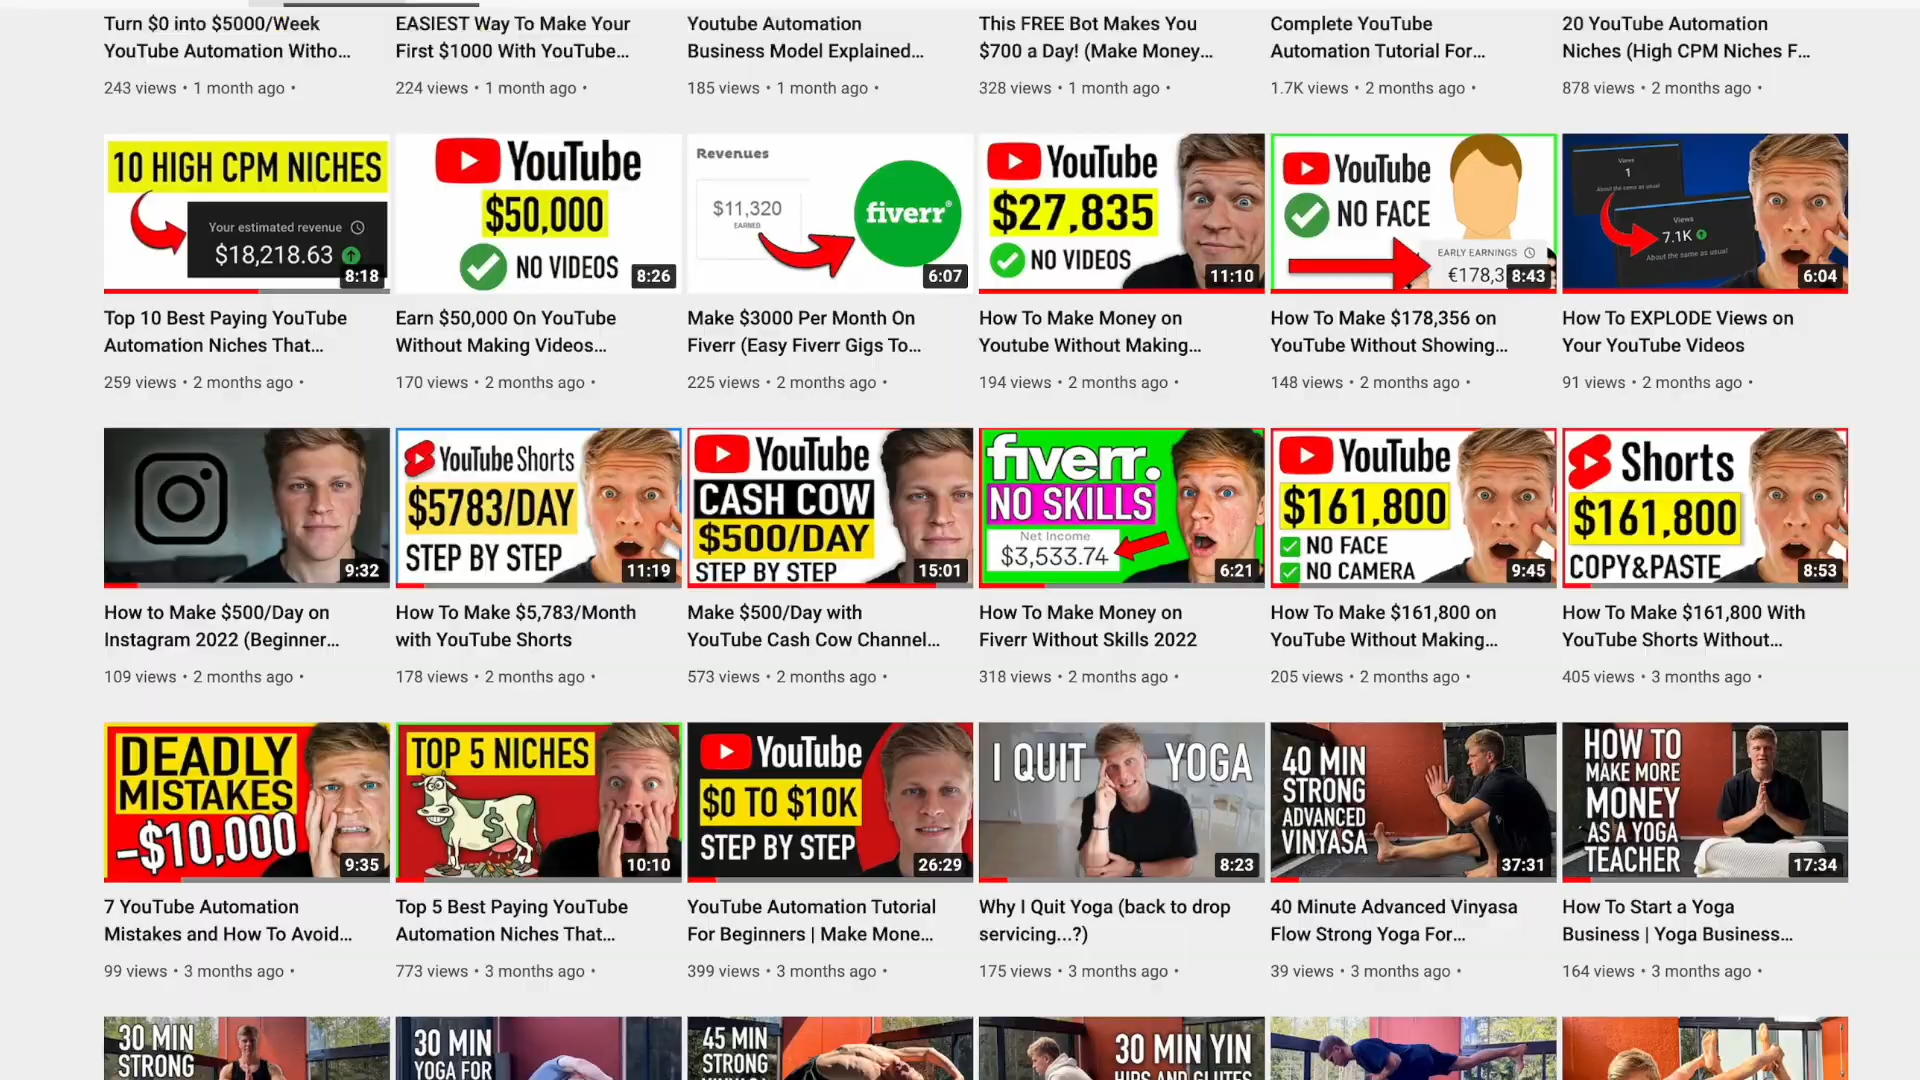 Turn $0 into $5000/Week
YouTube Automation Witho...
243 views • 1 month ago •
EASIEST Way To Make Your
First $1000 With YouTube...
224 views • 1 month ago •
Youtube Automation
Business Model Explained...
185 views • 1 month ago •
This FREE Bot Makes You
$700 a Day! (Make Money...
328 views • 1 month ago •
Complete YouTube
Automation Tutorial For...
1.7K views • 2 months ago •
20 YouTube Automation
Niches (High CPM Niches F...
878 views • 2 months ago •
10 HIGH CPM NICHES
Your estimated revenue
$18,218.63
8:18
Top 10 Best Paying YouTube
Automation Niches That...
259 views • 2 months ago •
YouTube
$50,000
NO VIDEOS
8:26
Earn $50,000 On YouTube
Without Making Videos...
170 views • 2 months ago •
Revenues
$11,320
EARNED
fiverr
6:07
Make $3000 Per Month On
Fiverr (Easy Fiverr Gigs To...
225 views • 2 months ago •
YouTube
$27,835
NO VIDEOS
11:10
How To Make Money on
Youtube Without Making...
194 views • 2 months ago •
YouTube
NO FACE
EARLY EARNINGS
€178,3
8:43
How To Make $178,356 on
YouTube Without Showing...
148 views • 2 months ago •
Views
1
About the same as usual
Views
7.1K
About the same as usual
6:04
How To EXPLODE Views on
Your YouTube Videos
91 views • 2 months ago •
9:32
How to Make $500/Day on
Instagram 2022 (Beginner...
109 views • 2 months ago •
YouTube Shorts
$5783/DAY
STEP BY STEP
11:19
How To Make $5,783/Month
with YouTube Shorts
178 views • 2 months ago •
YouTube
CASH COW
$500/DAY
STEP BY STEP
15:01
Make $500/Day with
YouTube Cash Cow Channel...
573 views • 2 months ago •
fiverr.
NO SKILLS
Net Income
$3,533.74
6:21
How To Make Money on
Fiverr Without Skills 2022
318 views • 2 months ago •
YouTube
$161,800
NO FACE
NO CAMERA
9:45
How To Make $161,800 on
YouTube Without Making...
205 views • 2 months ago •
Shorts
$161,800
COPY&PASTE
8:53
How To Make $161,800 With
YouTube Shorts Without...
405 views • 3 months ago •
DEADLY
MISTAKES
-$10,000
9:35
7 YouTube Automation
Mistakes and How To Avoid...
99 views • 3 months ago •
TOP 5 NICHES
$
10:10
Top 5 Best Paying YouTube
Automation Niches That...
773 views • 3 months ago •
YouTube
$0 TO $10K
STEP BY STEP
26:29
YouTube Automation Tutorial
For Beginners | Make Mone...
399 views • 3 months ago •
I QUIT YOGA
8:23
Why I Quit Yoga (back to drop
servicing...?)
175 views • 3 months ago •
40 MIN
STRONG
ADVANCED
VINYASA
37:31
40 Minute Advanced Vinyasa
Flow Strong Yoga For...
39 views • 3 months ago •
HOW TO
MAKE MORE
MONEY
AS A YOGA
TEACHER
17:34
How To Start a Yoga
Business | Yoga Business...
164 views • 3 months ago •
30 MIN
STRONG
30 MIN
YOGA FOR
45 MIN
STRONG
30 MIN YIN
HIPS AND GLUTES